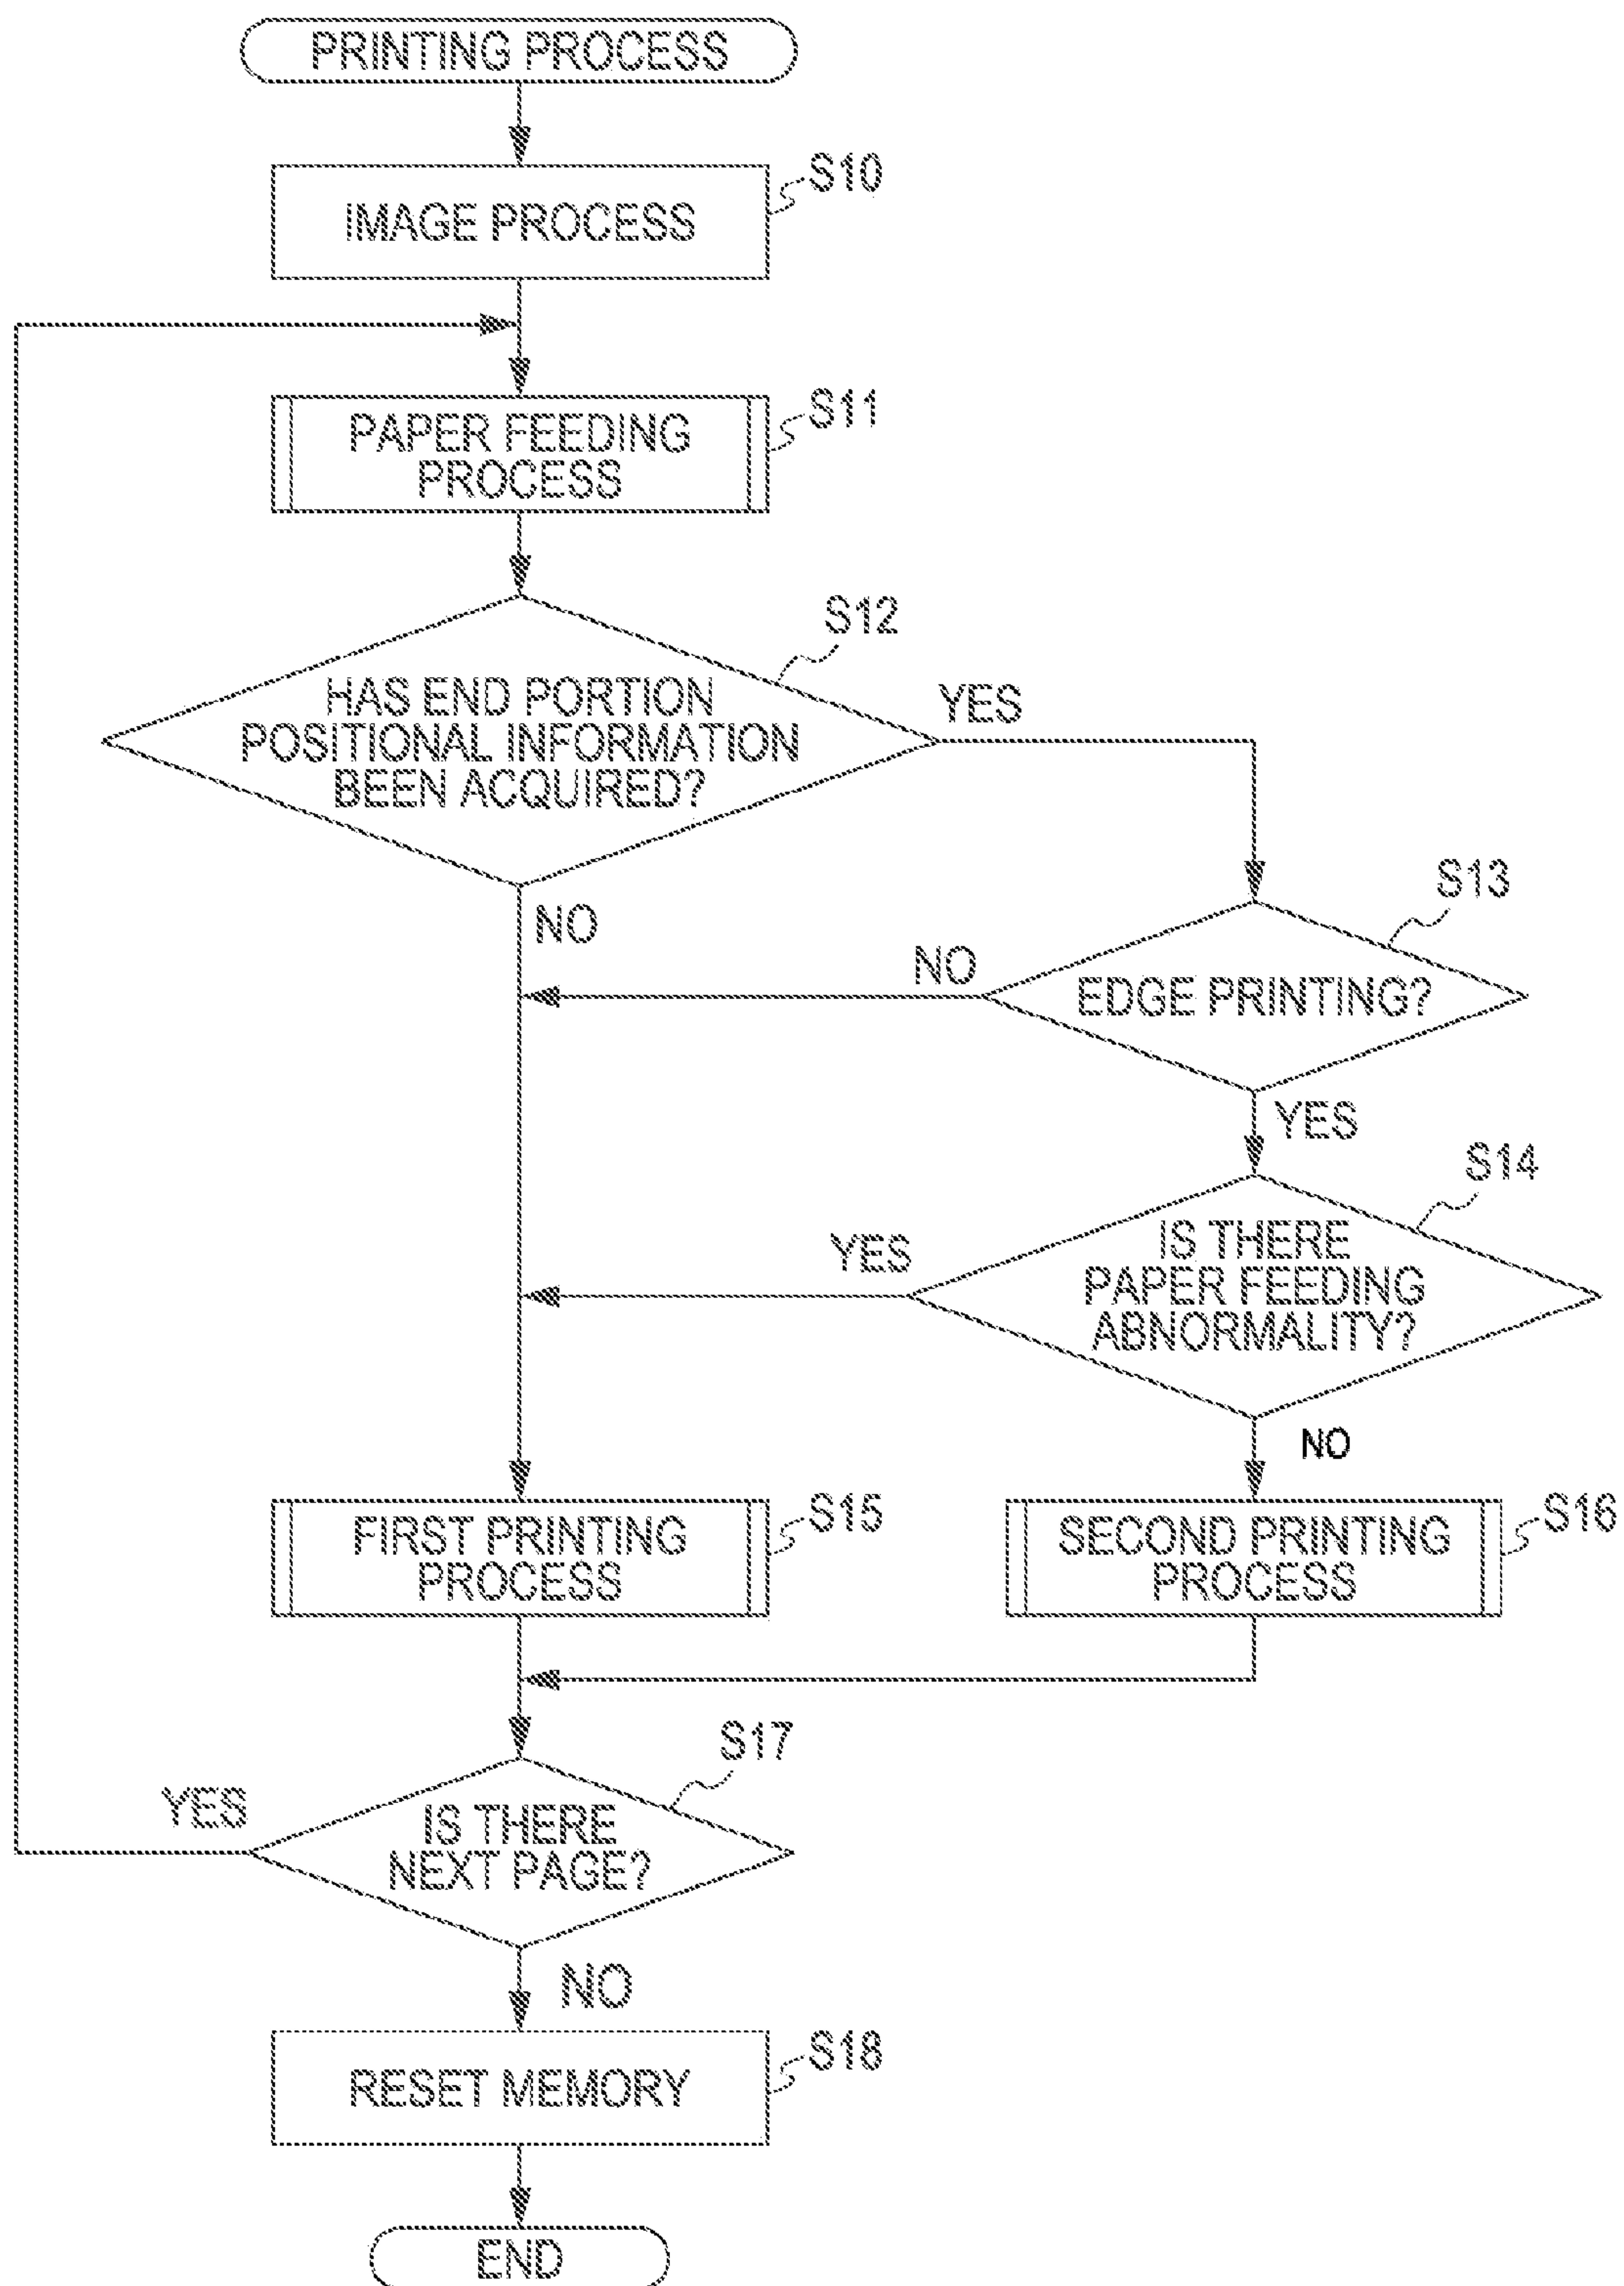 PRINTING PROCESS
S10
IMAGE PROCESS
S11
PAPER FEEDING
PROCESS
S12
HAS END PORTION
POSITIONAL INFORMATION
BEEN ACQUIRED?
YES
NO
S13
EDGE PRINTING?
NO
YES
S14
IS THERE
PAPER FEEDING
ABNORMALITY?
YES
NO
S15
FIRST PRINTING
PROCESS
S16
SECOND PRINTING
PROCESS
S17
IS THERE
NEXT PAGE?
YES
NO
S18
RESET MEMORY
END